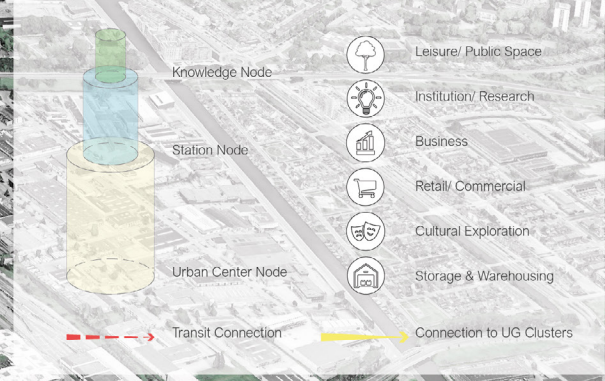 Knowledge Node
Station Node
Urban Center Node
Transit Connection
Leisure/ Public Space
Institution/ Research
Business
Retail/ Commercial
Cultural Exploration
Storage & Warehousing
Connection to UG Clusters